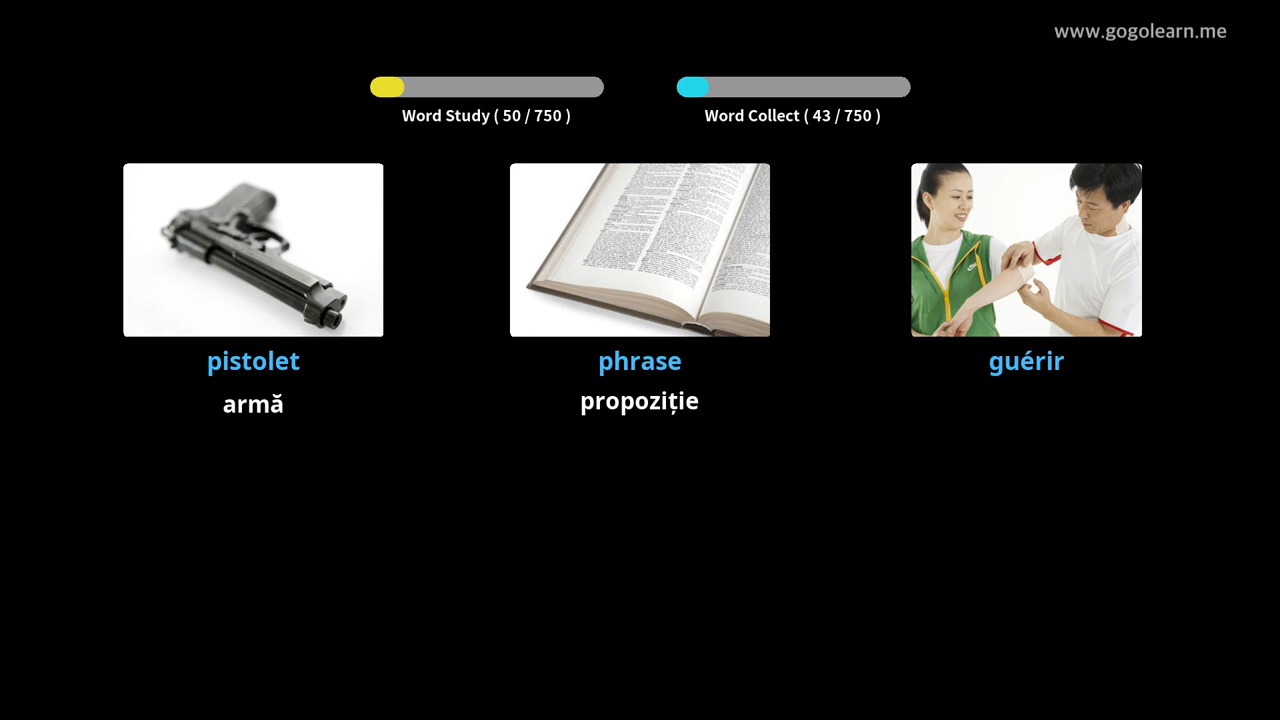 www.gogolearn.me
Word Study ( 50 / 750 )
Word Collect ( 43 / 750 )
pistolet
phrase
guérir
armă
propoziție